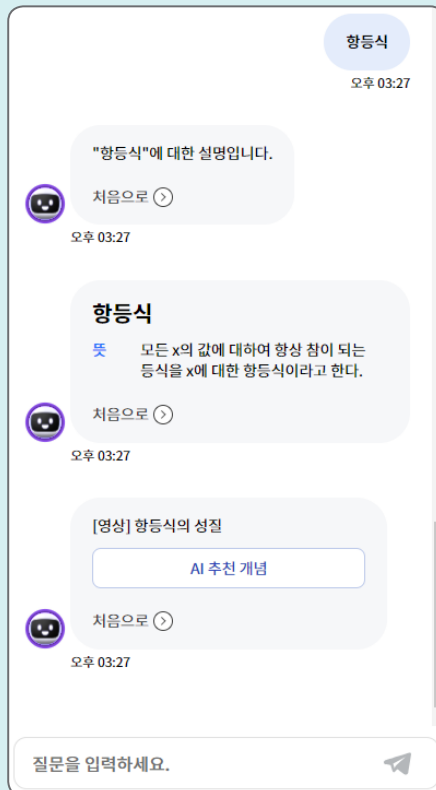 항등식
오후 03:27
"항등식"에 대한 설명입니다.
처음으로
오후 03:27
항등식
뜻 모든 x의 값에 대하여 항상 참이 되는
등식을 x에 대한 항등식이라고 한다.
처음으로
오후 03:27
[영상] 항등식의 성질
AI 추천 개념
처음으로
오후 03:27
질문을 입력하세요.